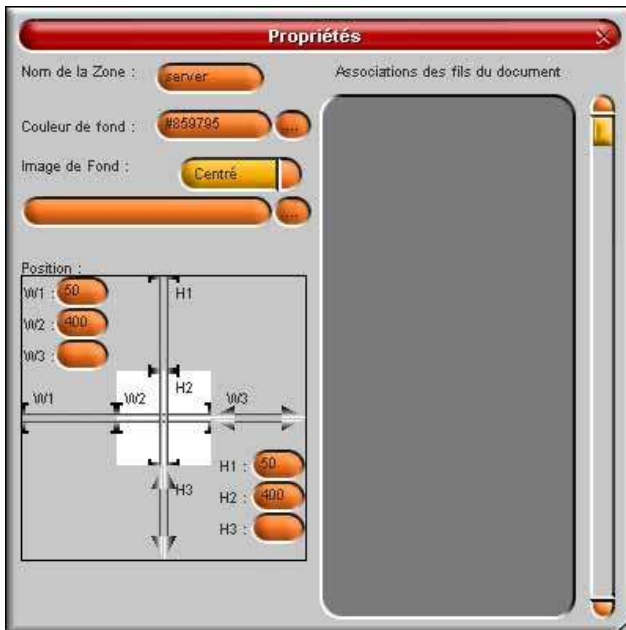 Propriétés
Nom de la Zone : server
Associations des fils du document
Couleur de fond : #859795 ....
Image de Fond : Centré
....
Position :
W1 : 50
H1
W2 : 400
W3 :
H2
W1 W2 W3
H1 : 50
H3
H2 : 400
H3 :